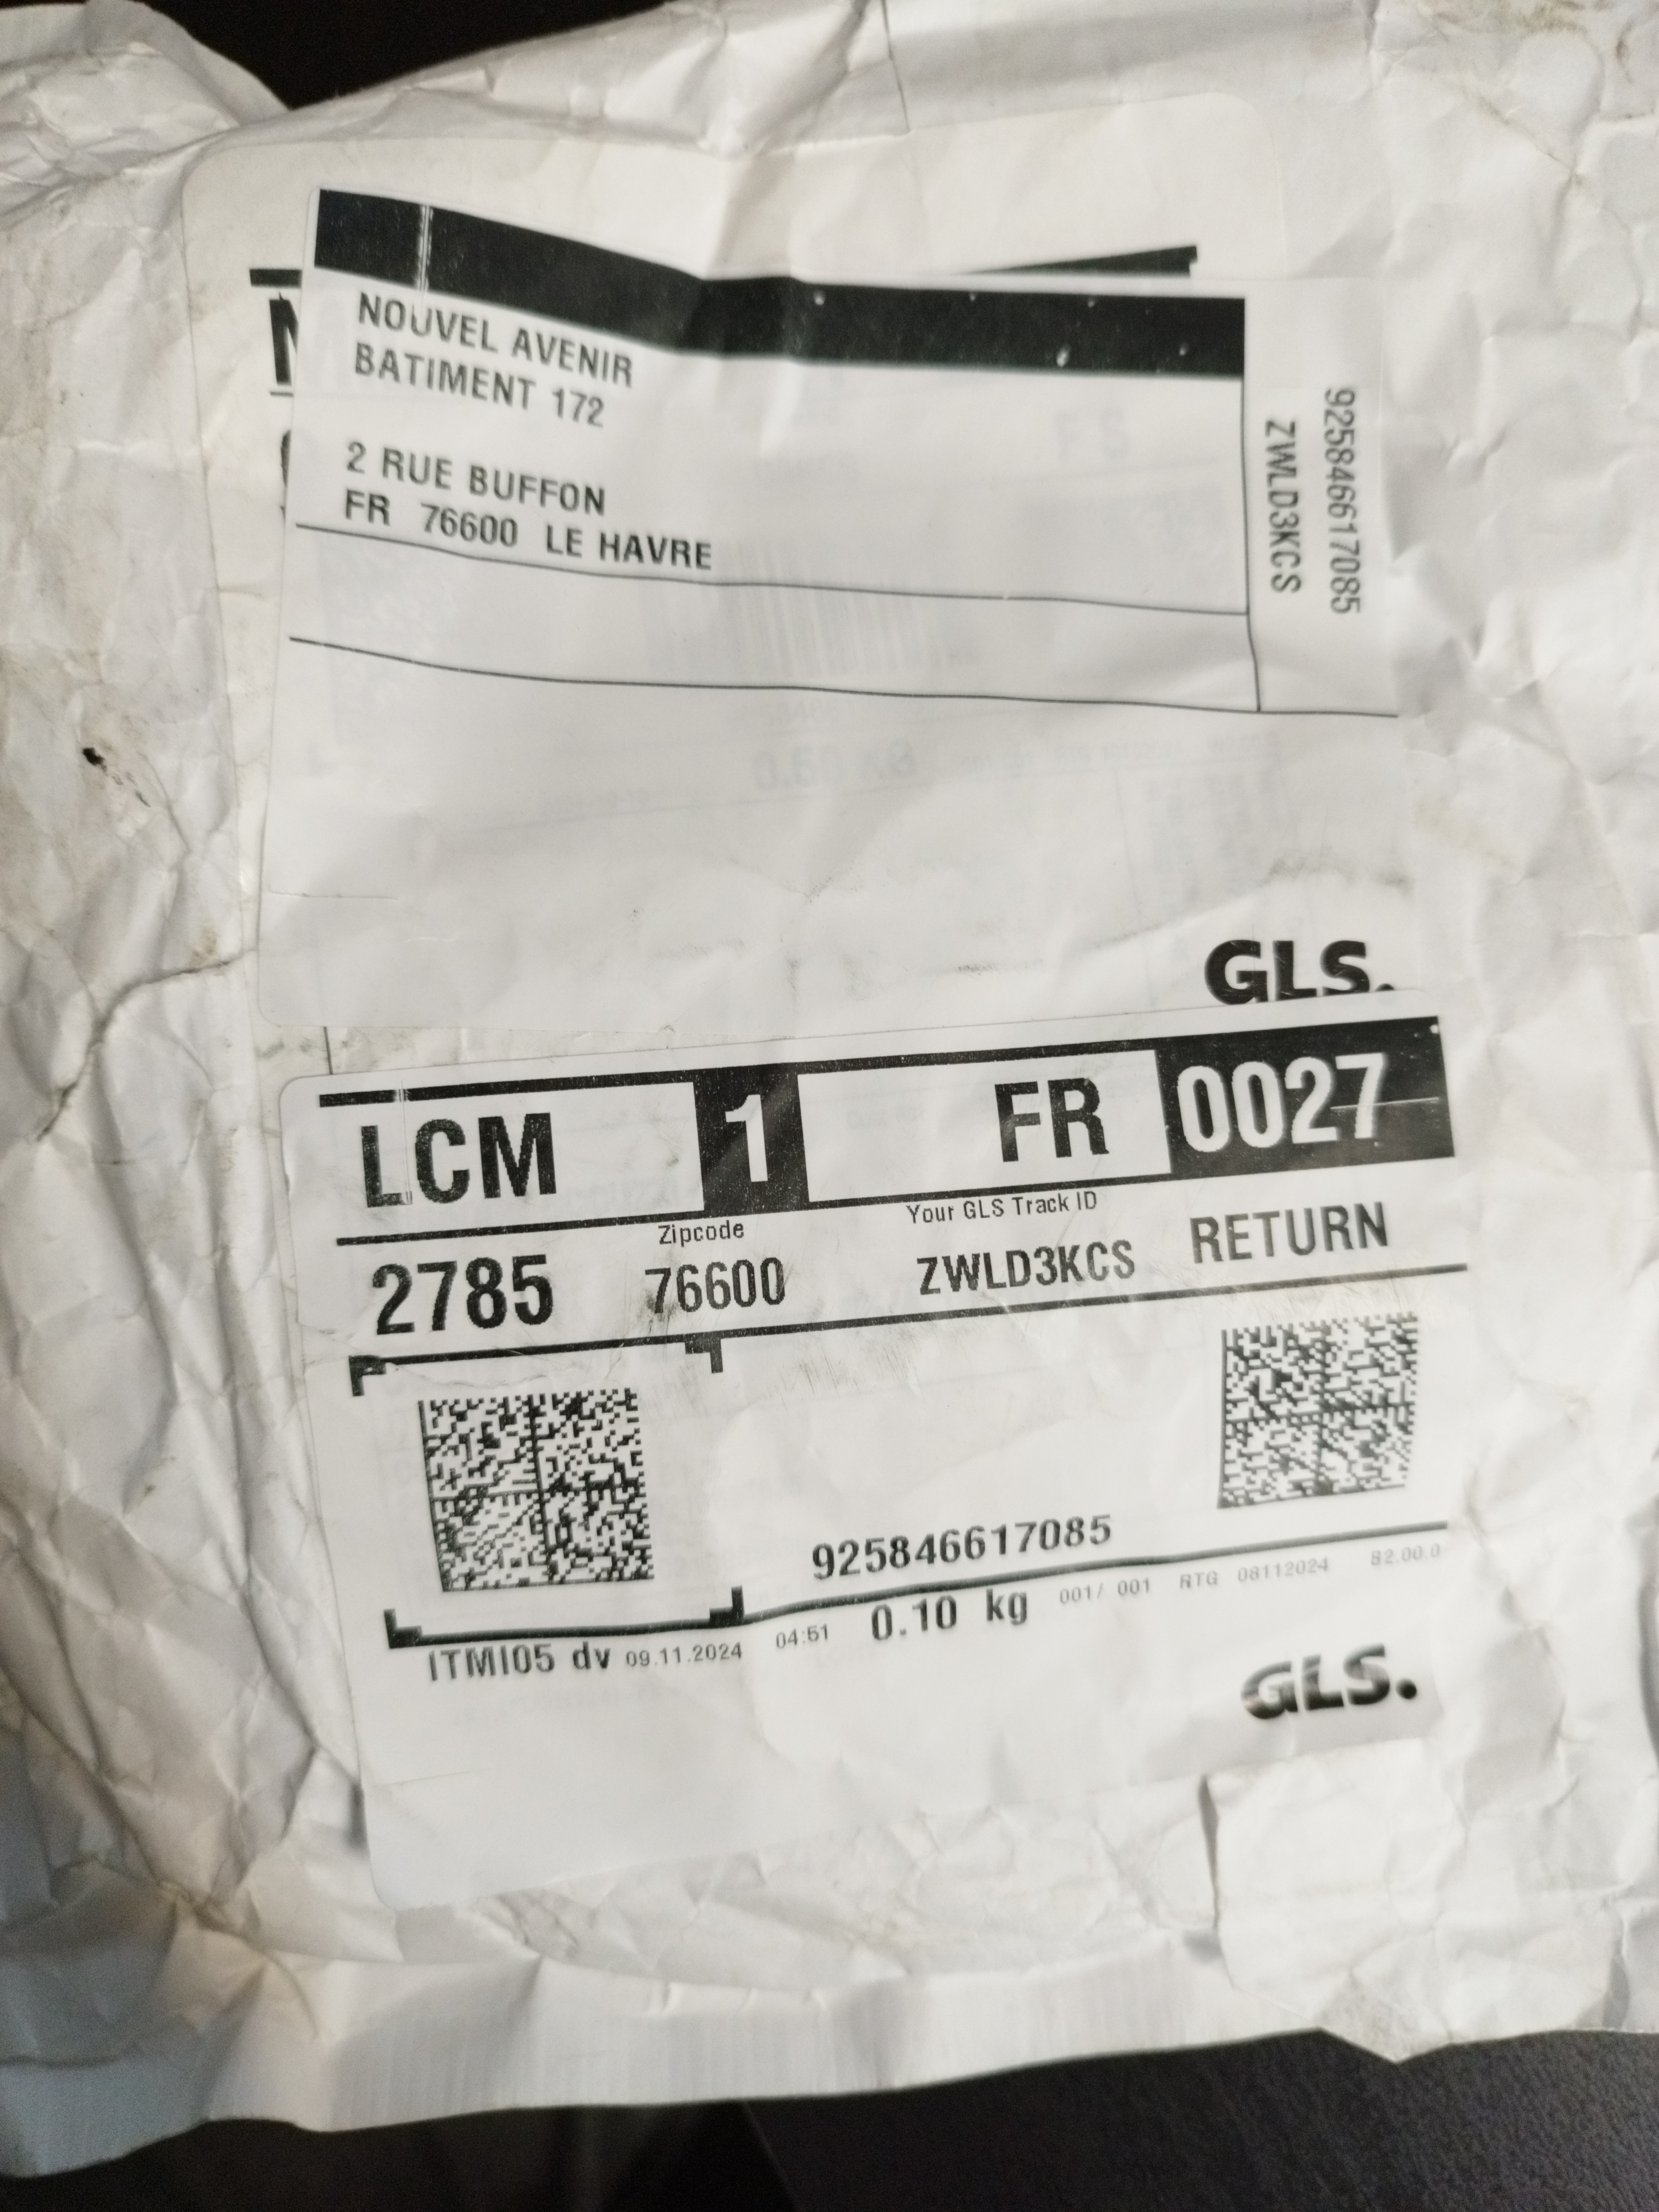 NOUVEL AVENIR
BATIMENT 172
2 RUE BUFFON
FR 76600 LE HAVRE
925846617085
ZWLD3KCS
GLS.
LCM 1 FR 0027
Zipcode Your GLS Track ID
2785 76600 ZWLD3KCS RETURN
925846617085
ITMI05 dv 09.11.2024 04:51 0.10 kg 001/ 001 RTG 08112024 82.00.0
GLS.